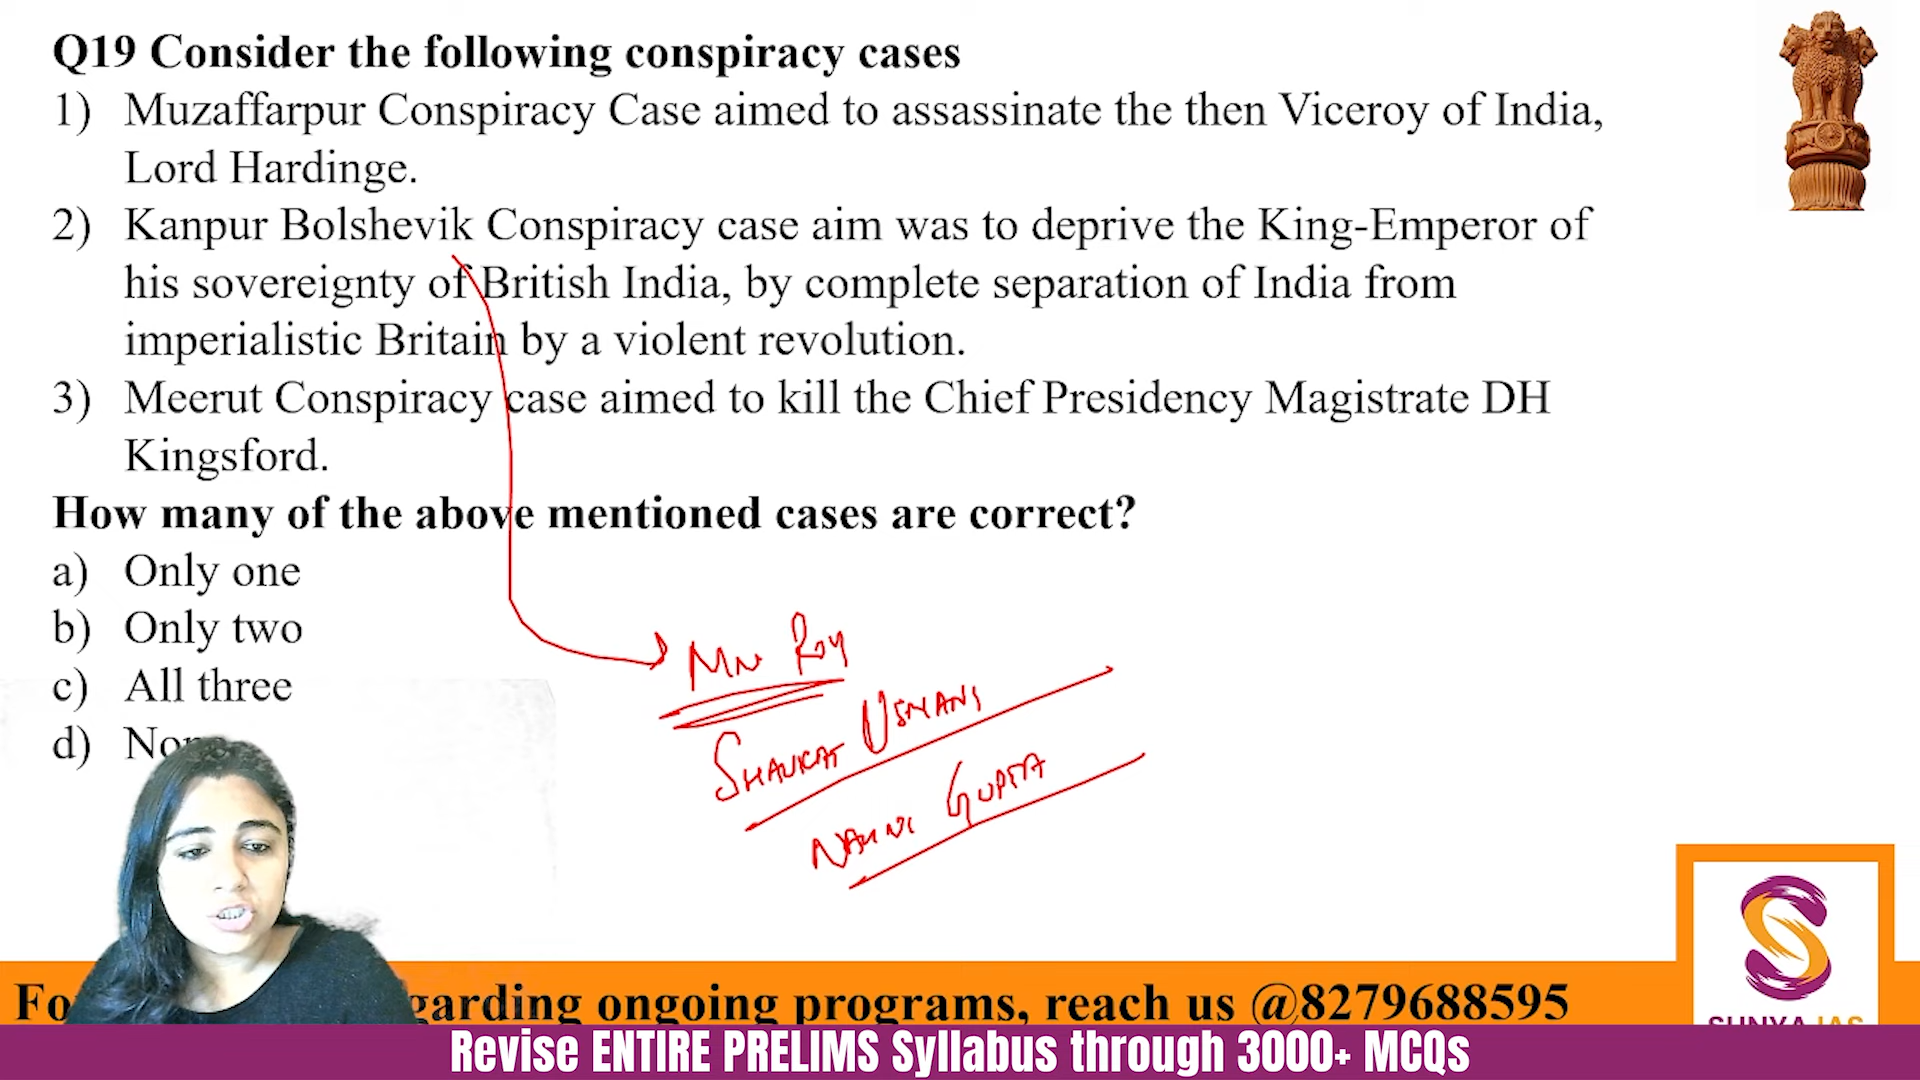 Q19 Consider the following conspiracy cases
1) Muzaffarpur Conspiracy Case aimed to assassinate the then Viceroy of India,
Lord Hardinge.
2) Kanpur Bolshevik Conspiracy case aim was to deprive the King-Emperor of
his sovereignty of British India, by complete separation of India from
imperialistic Britain by a violent revolution.
3) Meerut Conspiracy case aimed to kill the Chief Presidency Magistrate DH
Kingsford.
How many of the above mentioned cases are correct?
a) Only one
b) Only two
c) All three
d)
MN Roy
SHAUKAT USMANI
GUPTA
ongoing programs, reach us @8279688595
Revise ENTIRE PRELIMS Syllabus through 3000+ MCQs